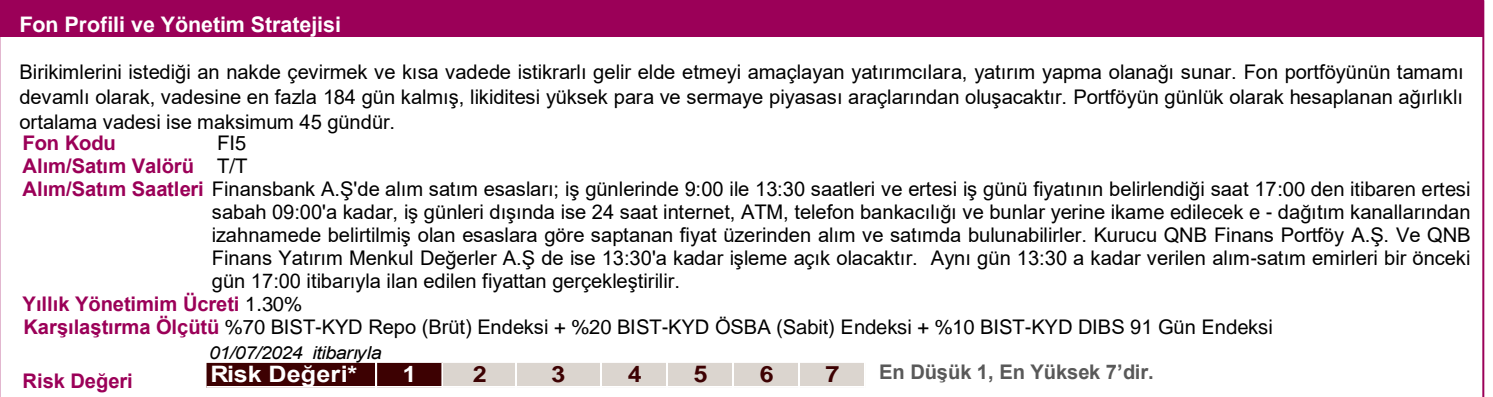 Fon Profili ve Yönetim Stratejisi
Birikimlerini istediği an nakde çevirmek ve kısa vadede istikrarlı gelir elde etmeyi amaçlayan yatırımcılara, yatırım yapma olanağı sunar. Fon portföyünün tamamı
devamlı olarak, vadesine en fazla 184 gün kalmış, likiditesi yüksek para ve sermaye piyasası araçlarından oluşacaktır. Portföyün günlük olarak hesaplanan ağırlıklı
ortalama vadesi ise maksimum 45 gündür.
Fon Kodu FI5
Alım/Satım Valörü T/T
Alım/Satım Saatleri Finansbank A.Ş'de alım satım esasları; iş günlerinde 9:00 ile 13:30 saatleri ve ertesi iş günü fiyatının belirlendiği saat 17:00 den itibaren ertesi
sabah 09:00'a kadar, iş günleri dışında ise 24 saat internet, ATM, telefon bankacılığı ve bunlar yerine ikame edilecek e - dağıtım kanallarından
izahnamede belirtilmiş olan esaslara göre saptanan fiyat üzerinden alım ve satımda bulunabilirler. Kurucu QNB Finans Portföy A.Ş. Ve QNB
Finans Yatırım Menkul Değerler A.Ş de ise 13:30'a kadar işleme açık olacaktır. Aynı gün 13:30 a kadar verilen alım-satım emirleri bir önceki
gün 17:00 itibarıyla ilan edilen fiyattan gerçekleştirilir.
Yıllık Yönetimim Ücreti 1.30%
Karşılaştırma Ölçütü %70 BIST-KYD Repo (Brüt) Endeksi + %20 BIST-KYD ÖSBA (Sabit) Endeksi + %10 BIST-KYD DIBS 91 Gün Endeksi
01/07/2024 itibarıyla
Risk Değeri Risk Değeri* 1 2 3 4 5 6 7 En Düşük 1, En Yüksek 7’dir.